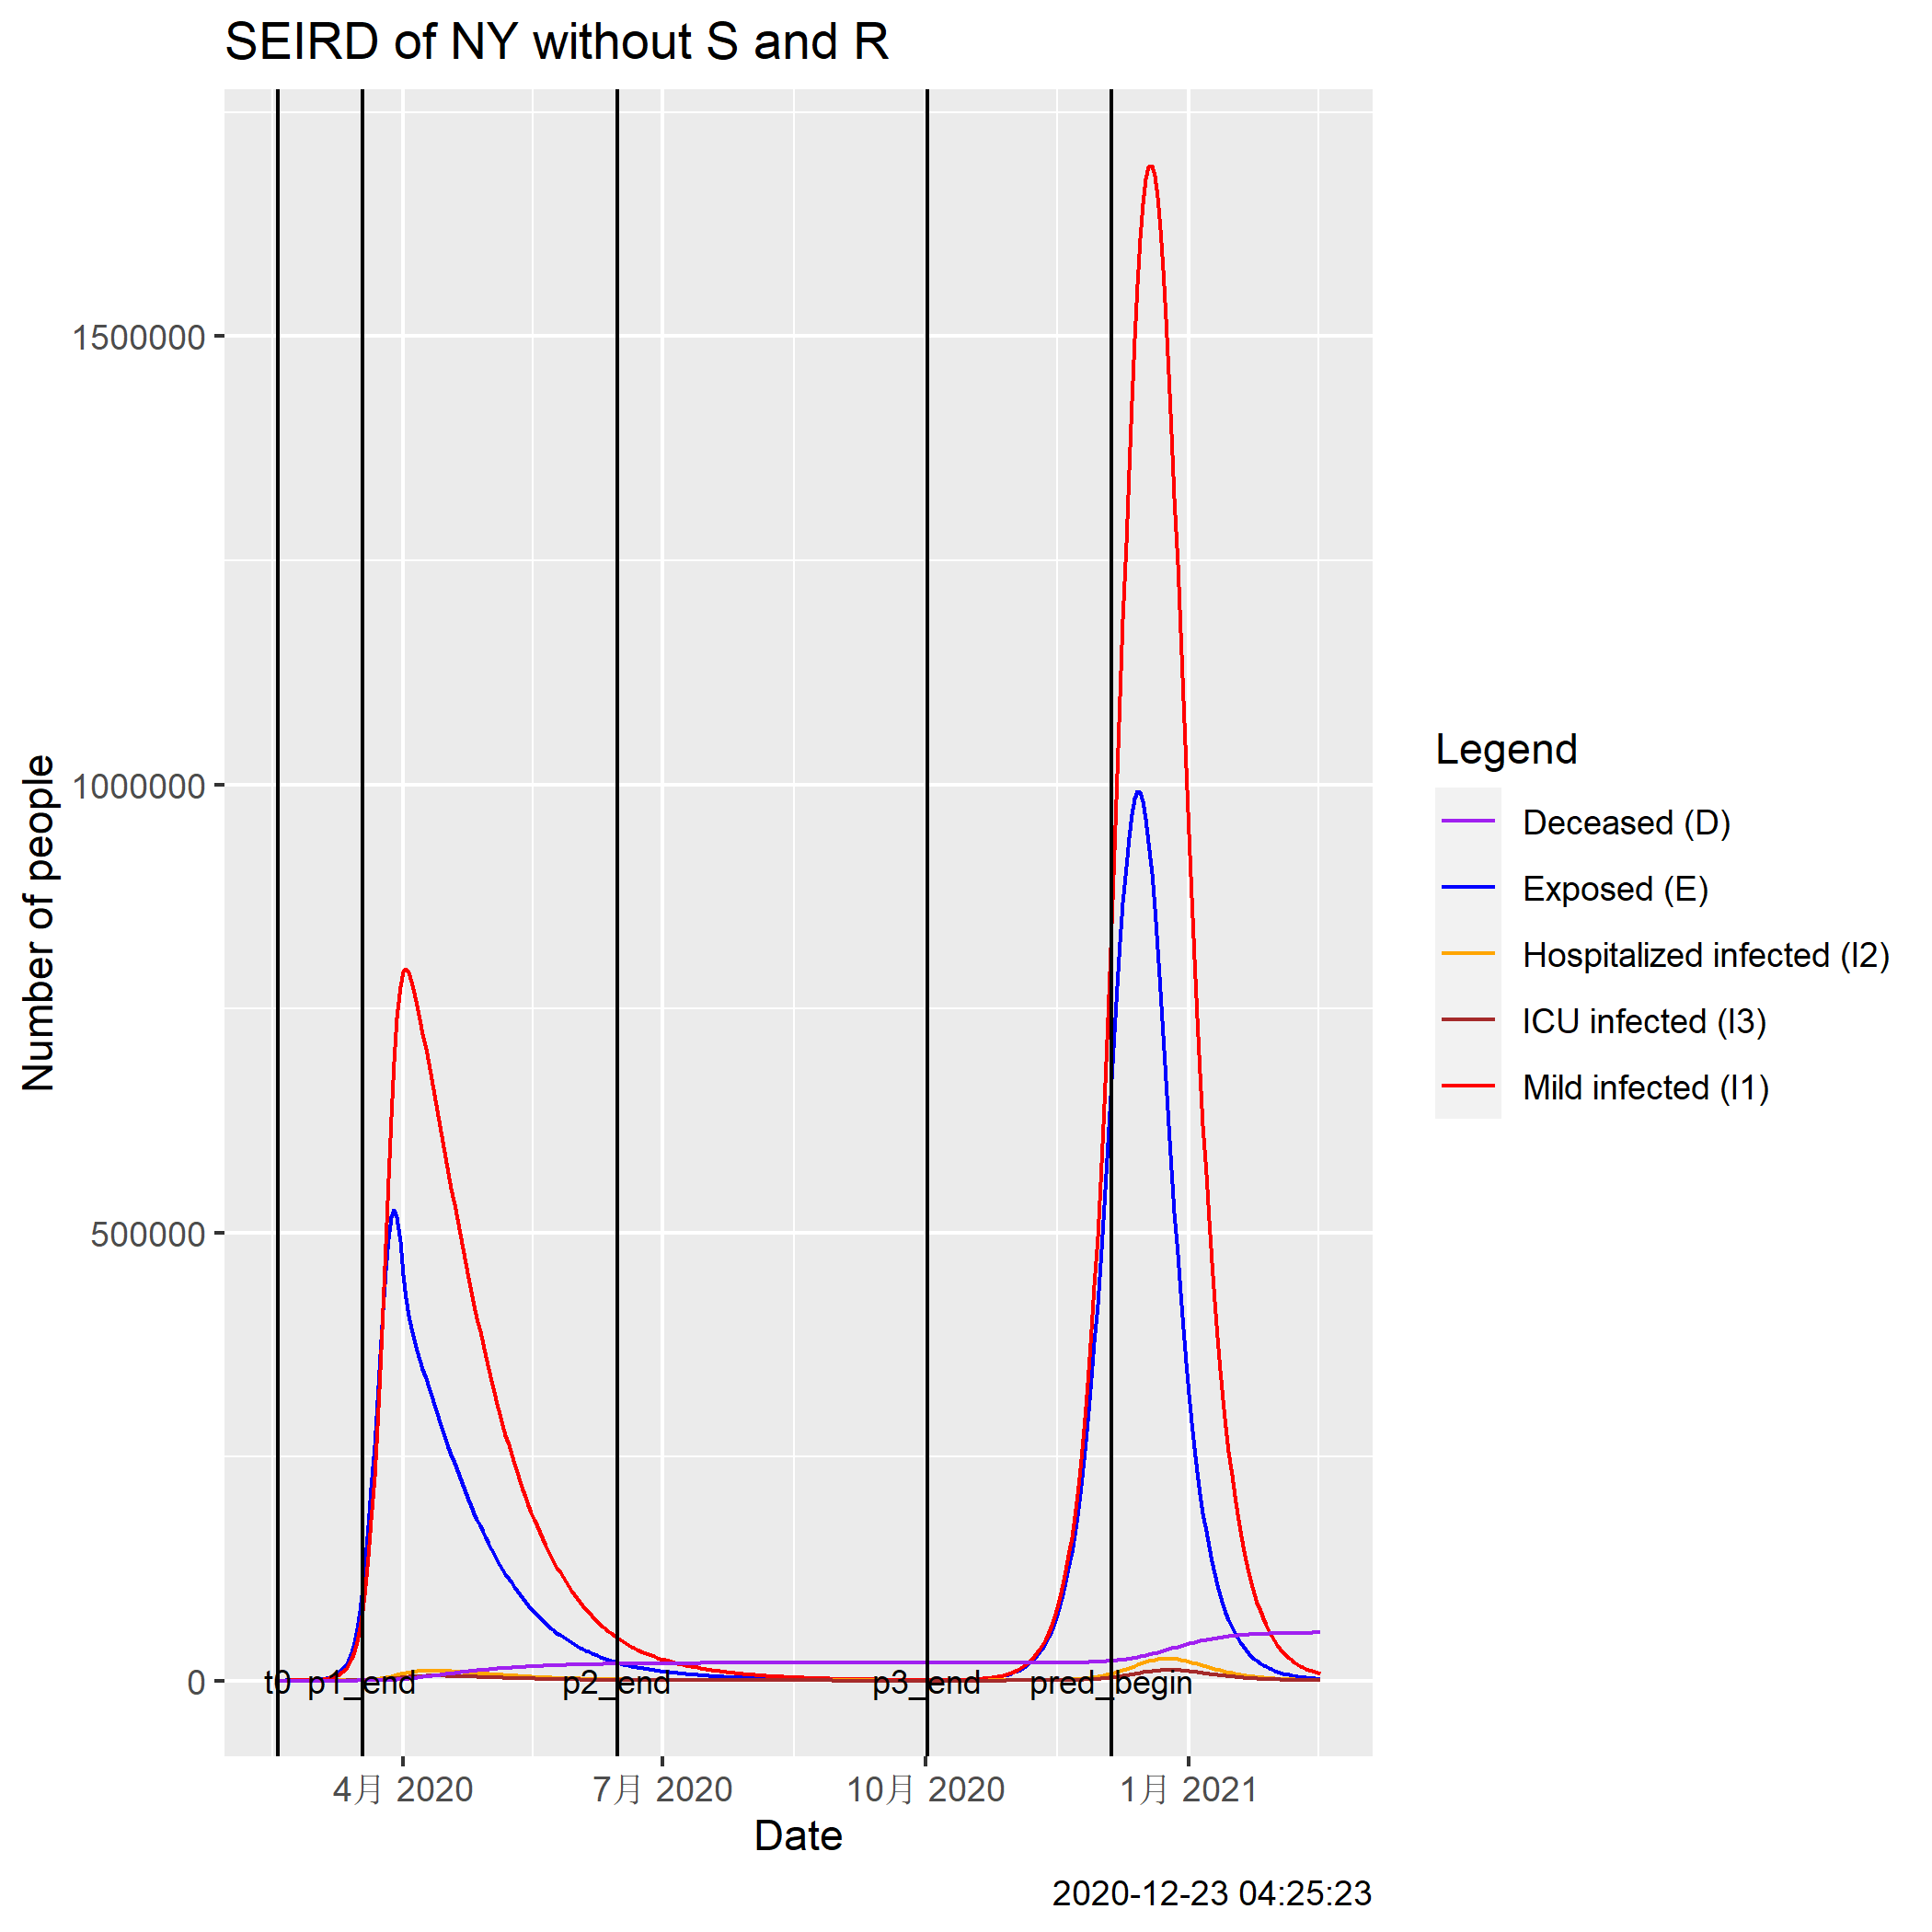 SEIRD of NY without S and R
Number of people
1500000
1000000
500000
0
t0 p1_end p2_end p3_end pred_begin
4月 2020 7月 2020 10月 2020 1月 2021
Date
Legend
Deceased (D)
Exposed (E)
Hospitalized infected (I2)
ICU infected (I3)
Mild infected (I1)
2020-12-23 04:25:23